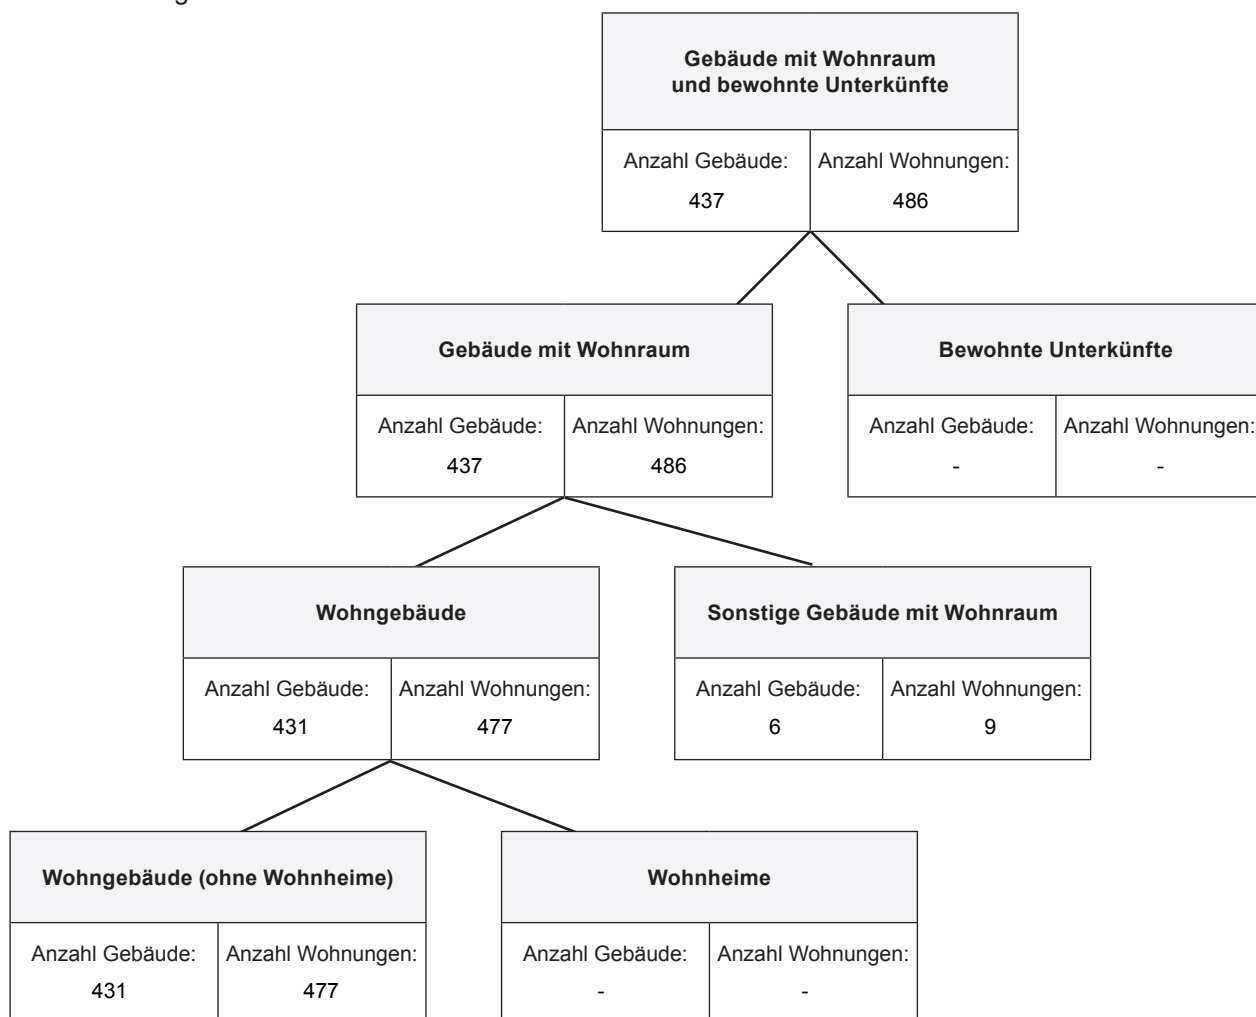 Gebäude mit Wohnraum
und bewohnte Unterkünfte
Anzahl Gebäude: Anzahl Wohnungen:
437 486
Gebäude mit Wohnraum Bewohnte Unterkünfte
Anzahl Gebäude: Anzahl Wohnungen: Anzahl Gebäude: Anzahl Wohnungen:
437 486 - -
Wohngebäude Sonstige Gebäude mit Wohnraum
Anzahl Gebäude: Anzahl Wohnungen: Anzahl Gebäude: Anzahl Wohnungen:
431 477 6 9
Wohngebäude (ohne Wohnheime) Wohnheime
Anzahl Gebäude: Anzahl Wohnungen: Anzahl Gebäude: Anzahl Wohnungen:
431 477 - -